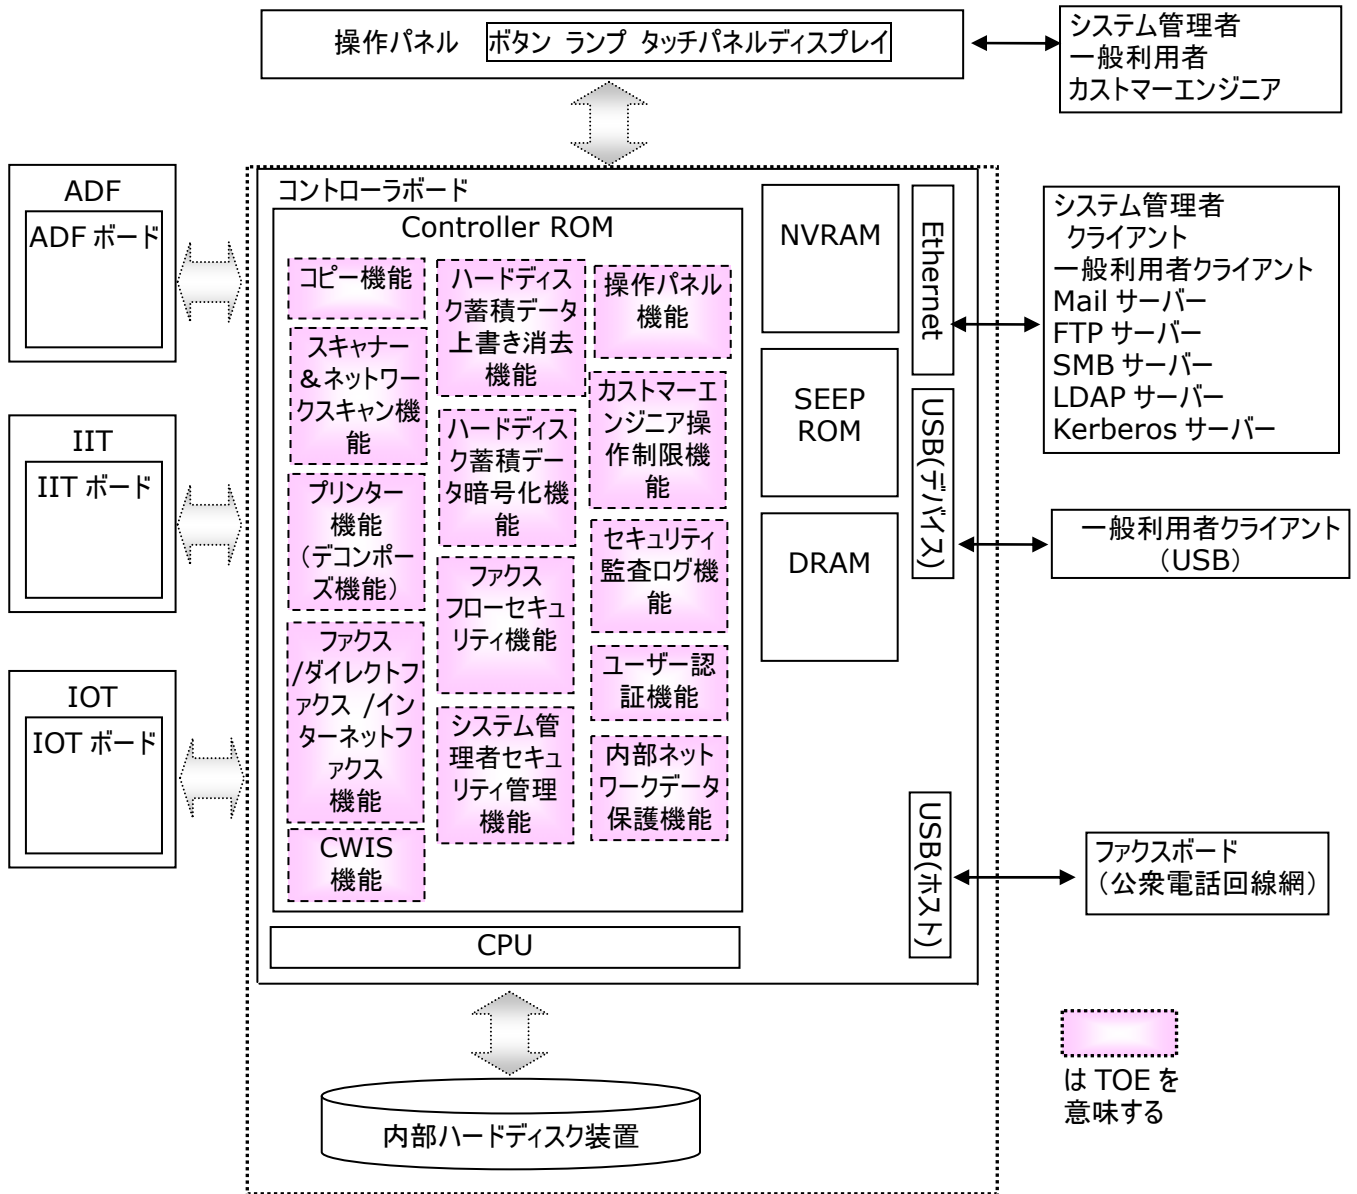 操作パネル ボタン ランプ タッチパネルディスプレイ
システム管理者
一般利用者
カストマーエンジニア
ADF
ADF ボード
IIT
IIT ボード
IOT
IOT ボード
コントローラボード
Controller ROM
コピー機能
スキャナー
&ネットワー
クスキャン機
能
プリンター
機能
(デコンポー
ズ機能)
ファクス
/ダイレクトフ
ァクス /イン
ターネットフ
ァクス
機能
CWIS
機能
ハードディス
ク蓄積データ
上書き消去
機能
ハードディス
ク蓄積デー
タ暗号化機
能
ファクス
フローセキュ
リティ機能
システム管
理者セキュ
リティ管理
機能
操作パネル
機能
カストマーエ
ンジニア操
作制限機
能
セキュリティ
監査ログ機
能
ユーザー認
証機能
内部ネット
ワークデータ
保護機能
CPU
NVRAM
SEEP
ROM
DRAM
Ethernet
USB(デバイス)
USB(ホスト)
システム管理者
クライアント
一般利用者クライアント
Mail サーバー
FTP サーバー
SMB サーバー
LDAP サーバー
Kerberos サーバー
一般利用者クライアント
(USB)
ファクスボード
(公衆電話回線網)
内部ハードディスク装置
は TOE を
意味する